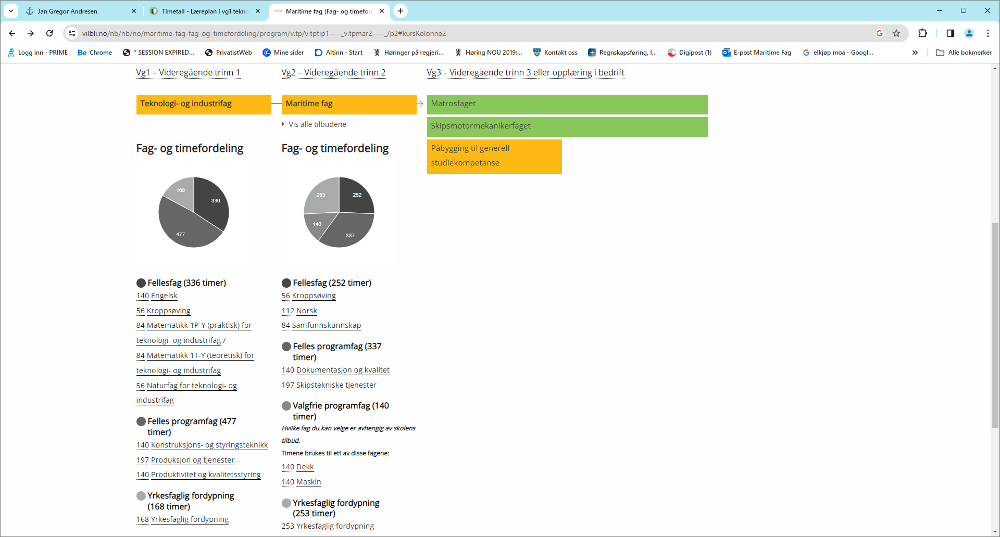 Jan Gregor Andresen
Timetall - Læreplan i vg1 tekno
Maritime fag (Fag- og timefor
vilbli.no/nb/nb/no/maritime-fag-fag-og-timefordeling/program/v.tp/v.tptip1----_v.tpmar2----_/p2#kursKolonne2
Logg inn - PRIME
Be Chrome
* SESSION EXPIRED...
PrivatistWeb
Mine sider
Altinn - Start
Høringer på regjeri...
Høring NOU 2019:...
Kontakt oss
Regnskapsføring, l...
Digipost (1)
E-post Maritime Fag
elkjøp moa - Googl...
Alle bokmerker
Vg1 – Videregående trinn 1
Vg2 – Videregående trinn 2
Vg3 – Videregående trinn 3 eller opplæring i bedrift
Teknologi- og industrifag
Maritime fag
Matrosfaget
Vis alle tilbudene
Skipsmotormekanikerfaget
Påbygging til generell
studiekompetanse
Fag- og timefordeling
168
336
477
Fellesfag (336 timer)
140 Engelsk
56 Kroppsøving
84 Matematikk 1P-Y (praktisk) for
teknologi- og industrifag /
84 Matematikk 1T-Y (teoretisk) for
teknologi- og industrifag
56 Naturfag for teknologi- og
industrifag
Felles programfag (477
timer)
140 Konstruksjons- og styringsteknikk
197 Produksjon og tjenester
140 Produktivitet og kvalitetsstyring
Yrkesfaglig fordypning
(168 timer)
168 Yrkesfaglig fordypning
Fag- og timefordeling
253
252
140
337
Fellesfag (252 timer)
56 Kroppsøving
112 Norsk
84 Samfunnskunnskap
Felles programfag (337
timer)
140 Dokumentasjon og kvalitet
197 Skipstekniske tjenester
Valgfrie programfag (140
timer)
Hvilke fag du kan velge er avhengig av skolens
tilbud.
Timene brukes til ett av disse fagene:
140 Dekk
140 Maskin
Yrkesfaglig fordypning
(253 timer)
253 Yrkesfaglig fordypning